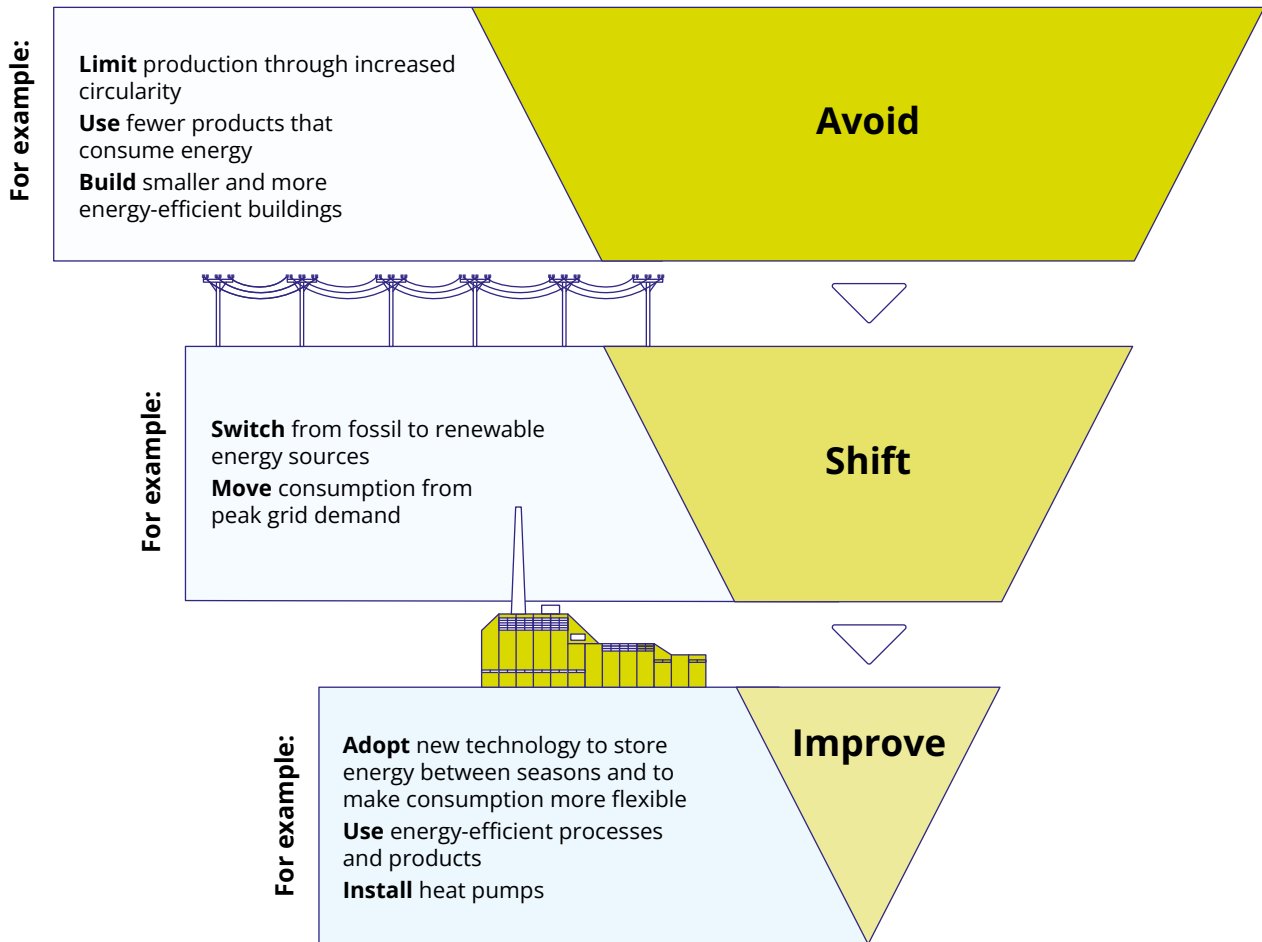 For example:
Limit production through increased
circularity
Use fewer products that
consume energy
Build smaller and more
energy-efficient buildings
Avoid
For example:
Switch from fossil to renewable
energy sources
Move consumption from
peak grid demand
Shift
For example:
Adopt new technology to store
energy between seasons and to
make consumption more flexible
Use energy-efficient processes
and products
Install heat pumps
Improve